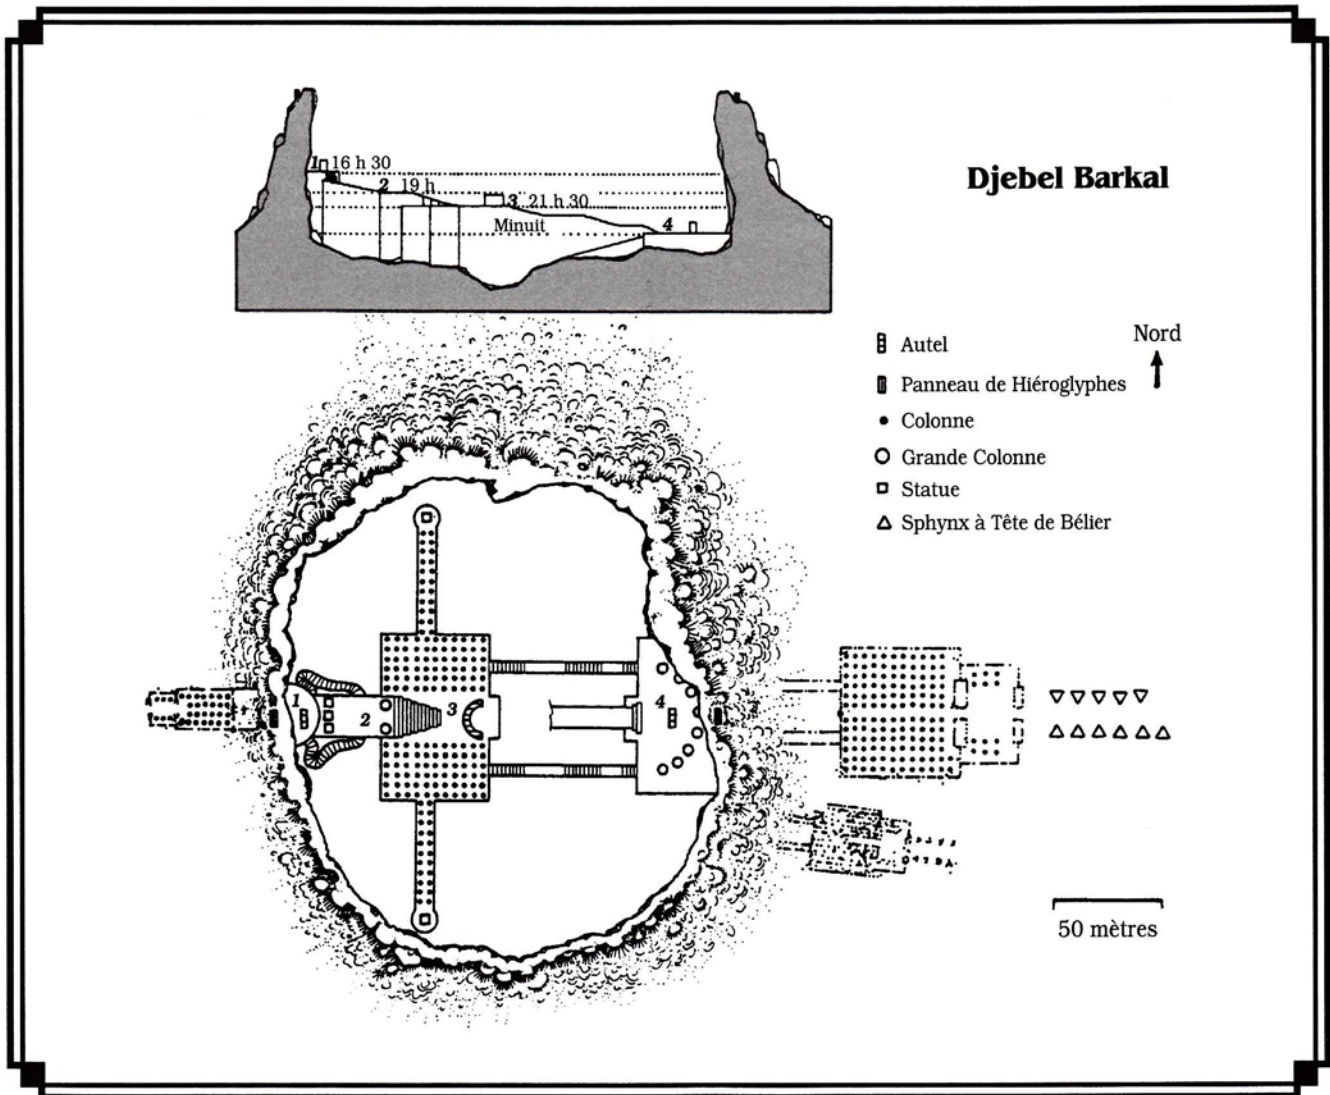 Djebel Barkal
1 16 h 30
2 19 h
3 21 h 30
Minuit
4
Nord
Autel
Panneau de Hiéroglyphes
Colonne
Grande Colonne
Statue
Sphynx à Tête de Bélier
1
2
3
4
50 mètres